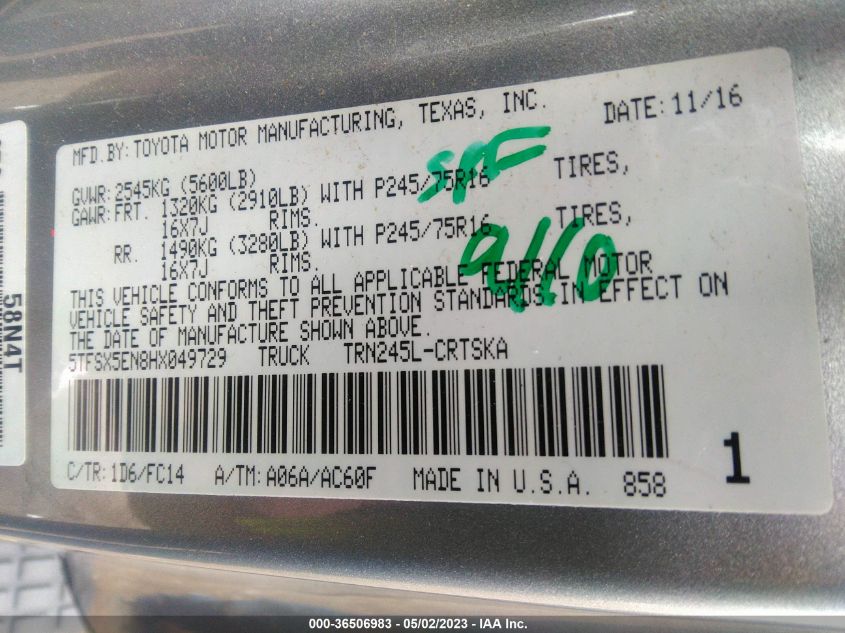 MFD.BY: TOYOTA MOTOR MANUFACTURING, TEXAS, INC. DATE: 11/16
GVWR: 2545KG (5600LB)
GAWR: FRT. 1320KG (2910LB) WITH P245/75R16 TIRES,
16X7J RIMS.
RR. 1490KG (3280LB) WITH P245/75R16 TIRES,
16X7J RIMS.
THIS VEHICLE CONFORMS TO ALL APPLICABLE FEDERAL MOTOR
VEHICLE SAFETY AND THEFT PREVENTION STANDARDS IN EFFECT ON
THE DATE OF MANUFACTURE SHOWN ABOVE.
5TFSX5EN8HX049729 TRUCK TRN245L-CRTSKA
C/TR: 1D6/FC14 A/TM: A06A/AC60F MADE IN U.S.A. 858
1
58N4T
000-36506983 - 05/02/2023 - IAA Inc.